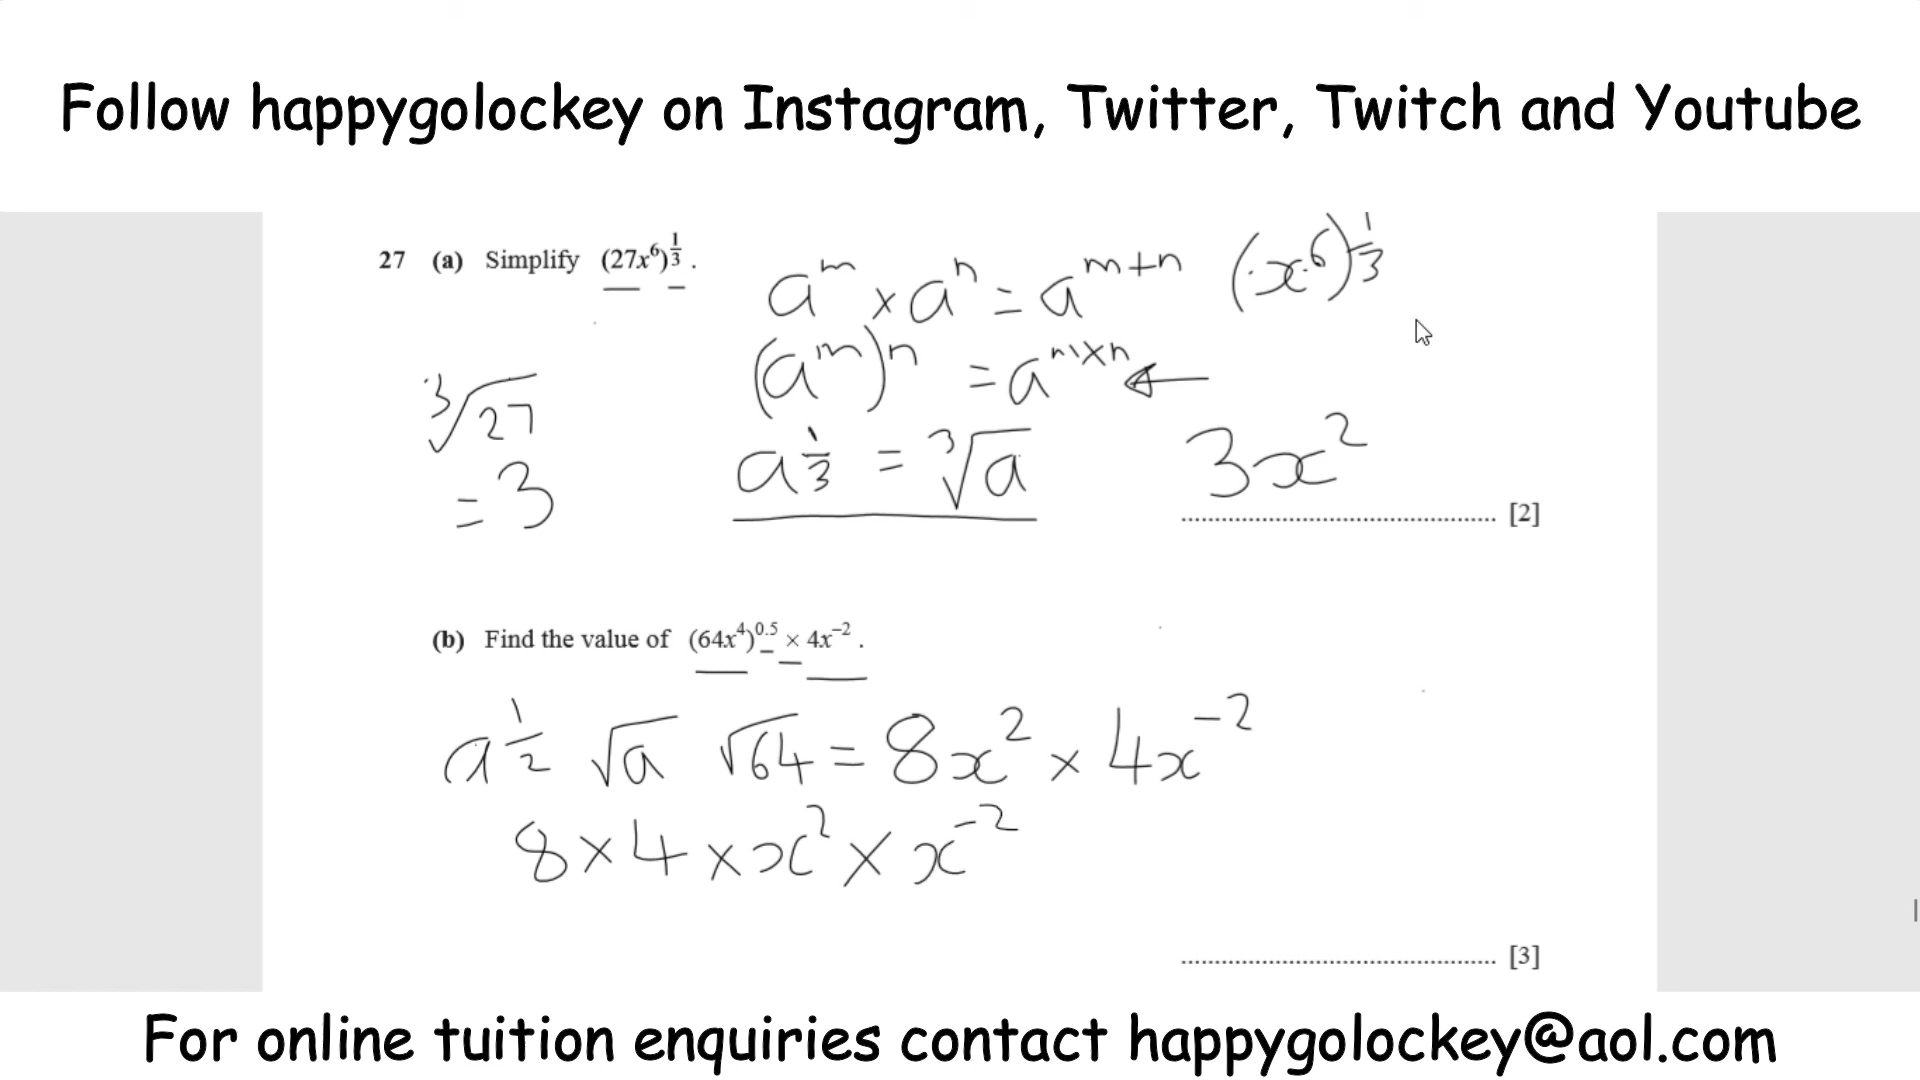 Follow happygolockey on Instagram, Twitter, Twitch and Youtube
27 (a) Simplify (27x⁶)^(1/3) .
a^m × a^n = a^(m+n) (x⁶)^(1/3)
(a^m)^n = a^(m×n) ←
³√27
a^(1/3) = ³√a
3x²
= 3
[2]
(b) Find the value of (64x⁴)^0.5 × 4x⁻² .
a^(1/2) √a √64 = 8x² × 4x⁻²
8 × 4 × x² × x⁻²
[3]
For online tuition enquiries contact happygolockey@aol.com